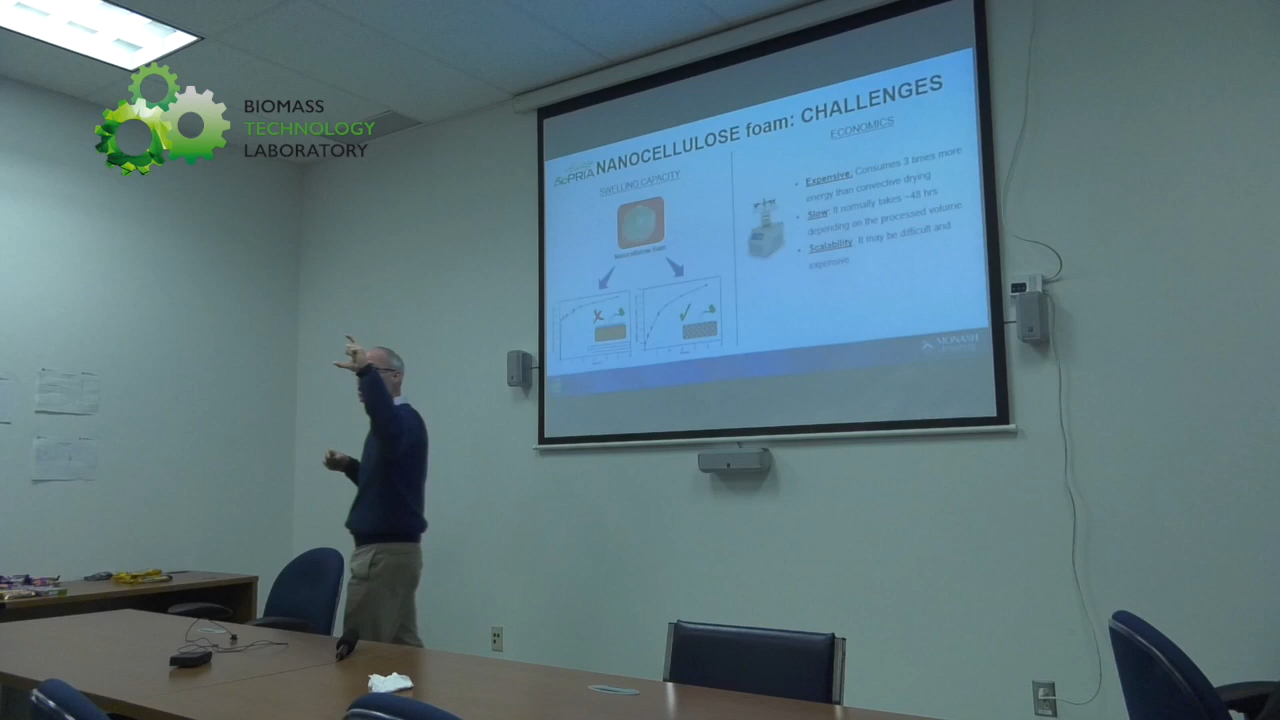 BIOMASS
TECHNOLOGY
LABORATORY
BioPRIA
NANOCELLULOSE foam: CHALLENGES
SWELLING CAPACITY
Nanocellulose foam
ECONOMICS
• Expensive: Consumes 3 times more
energy than convective drying
• Slow: It normally takes ~48 hrs
depending on the processed volume
• Scalability: It may be difficult and
expensive
MONASH